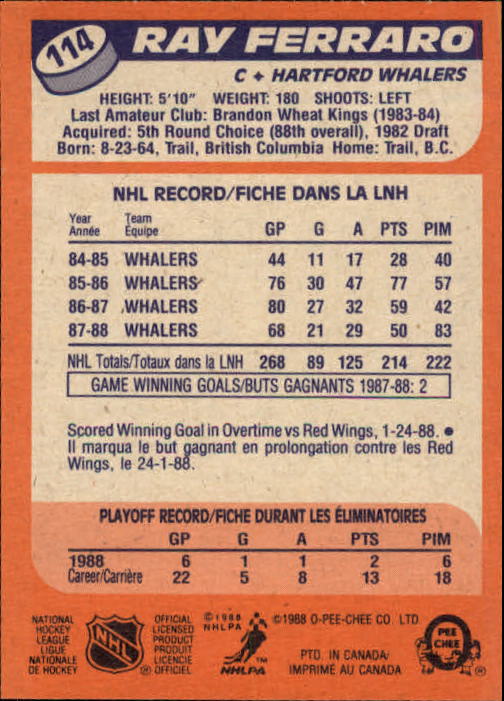 114
RAY FERRARO
C ♦ HARTFORD WHALERS
HEIGHT: 5'10" WEIGHT: 180 SHOOTS: LEFT
Last Amateur Club: Brandon Wheat Kings (1983-84)
Acquired: 5th Round Choice (88th overall), 1982 Draft
Born: 8-23-64, Trail, British Columbia Home: Trail, B.C.
NHL RECORD/FICHE DANS LA LNH
Year Team
Année Équipe GP G A PTS PIM
84-85 WHALERS 44 11 17 28 40
85-86 WHALERS 76 30 47 77 57
86-87 WHALERS 80 27 32 59 42
87-88 WHALERS 68 21 29 50 83
NHL Totals/Totaux dans la LNH 268 89 125 214 222
GAME WINNING GOALS/BUTS GAGNANTS 1987-88: 2
Scored Winning Goal in Overtime vs Red Wings, 1-24-88. ●
Il marqua le but gagnant en prolongation contre les Red
Wings, le 24-1-88.
PLAYOFF RECORD/FICHE DURANT LES ÉLIMINATOIRES
GP G A PTS PIM
1988 6 1 1 2 6
Career/Carrière 22 5 8 13 18
NATIONAL
HOCKEY
LEAGUE
LIGUE
NATIONALE
DE HOCKEY
NHL
®
OFFICIAL
LICENSED
PRODUCT
PRODUIT
LICENCIÉ
OFFICIEL
©1988
NHLPA
NHLPA
™
©1988 O-PEE-CHEE CO. LTD.
PTD. IN CANADA/
IMPRIMÉ AU CANADA
O
PEE
CHEE
®